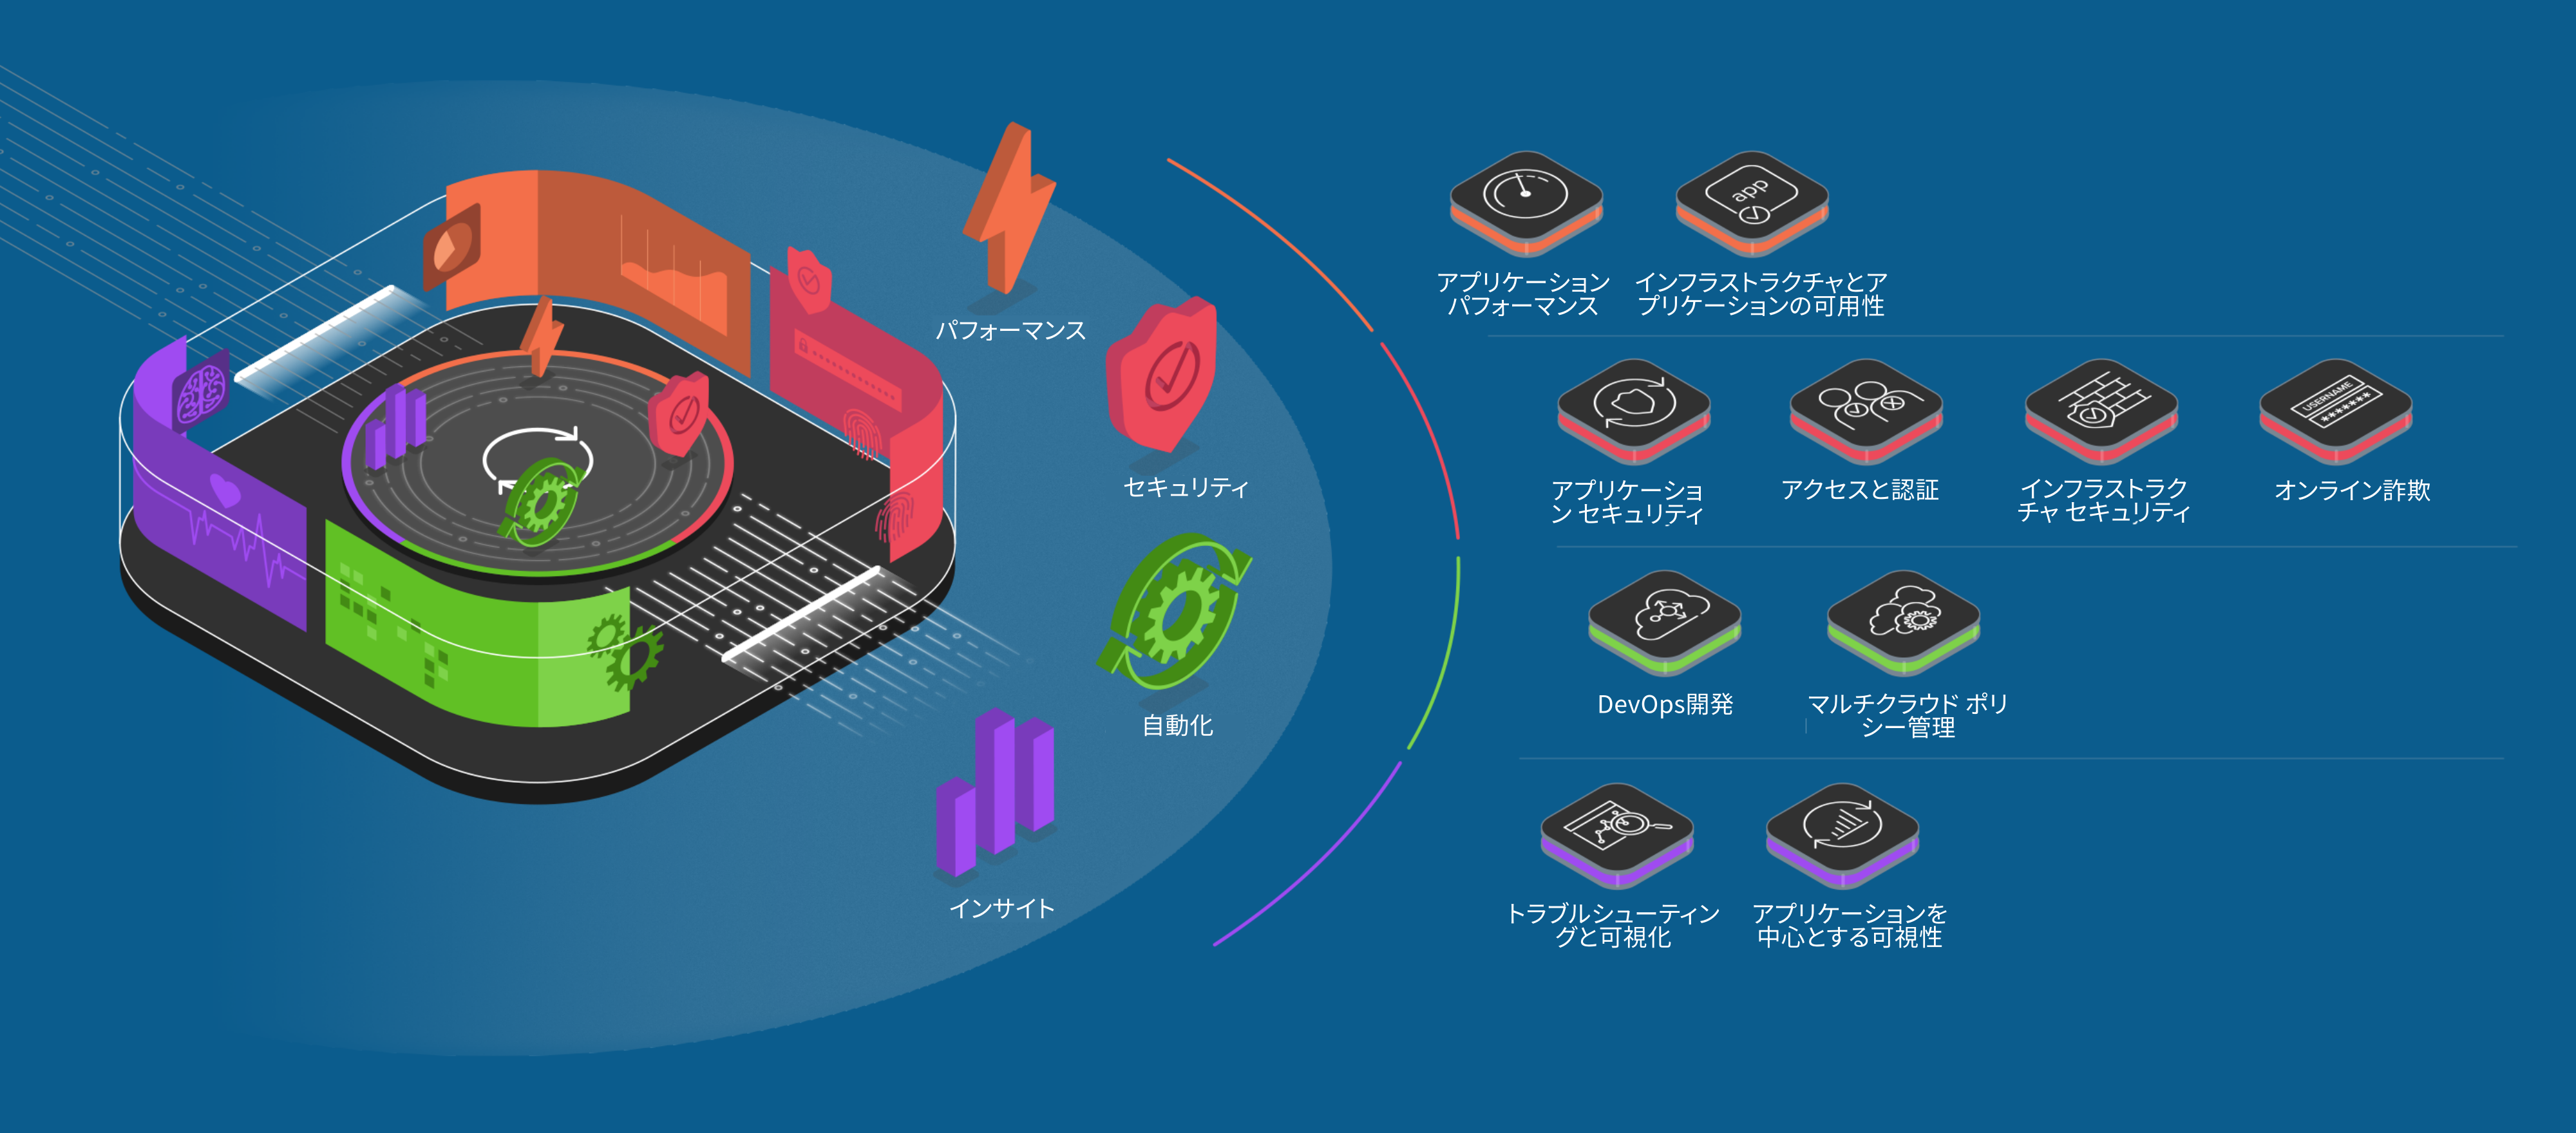 パフォーマンス
セキュリティ
自動化
インサイト
app
アプリケーション
パフォーマンス
インフラストラクチャとア
プリケーションの可用性
アプリケーショ
ン セキュリティ
アクセスと認証
インフラストラク
チャ セキュリティ
USERNAME
*******
オンライン詐欺
DevOps開発
マルチクラウド ポリ
シー管理
トラブルシューティン
グと可視化
アプリケーションを
中心とする可視性